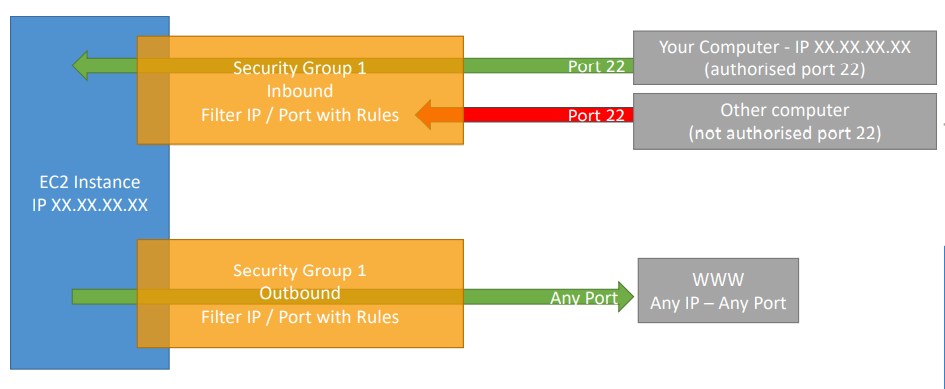 Security Group 1
Inbound
Filter IP / Port with Rules
Port 22
Your Computer - IP XX.XX.XX.XX
(authorised port 22)
Port 22
Other computer
(not authorised port 22)
EC2 Instance
IP XX.XX.XX.XX
Security Group 1
Outbound
Filter IP / Port with Rules
Any Port
WWW
Any IP – Any Port